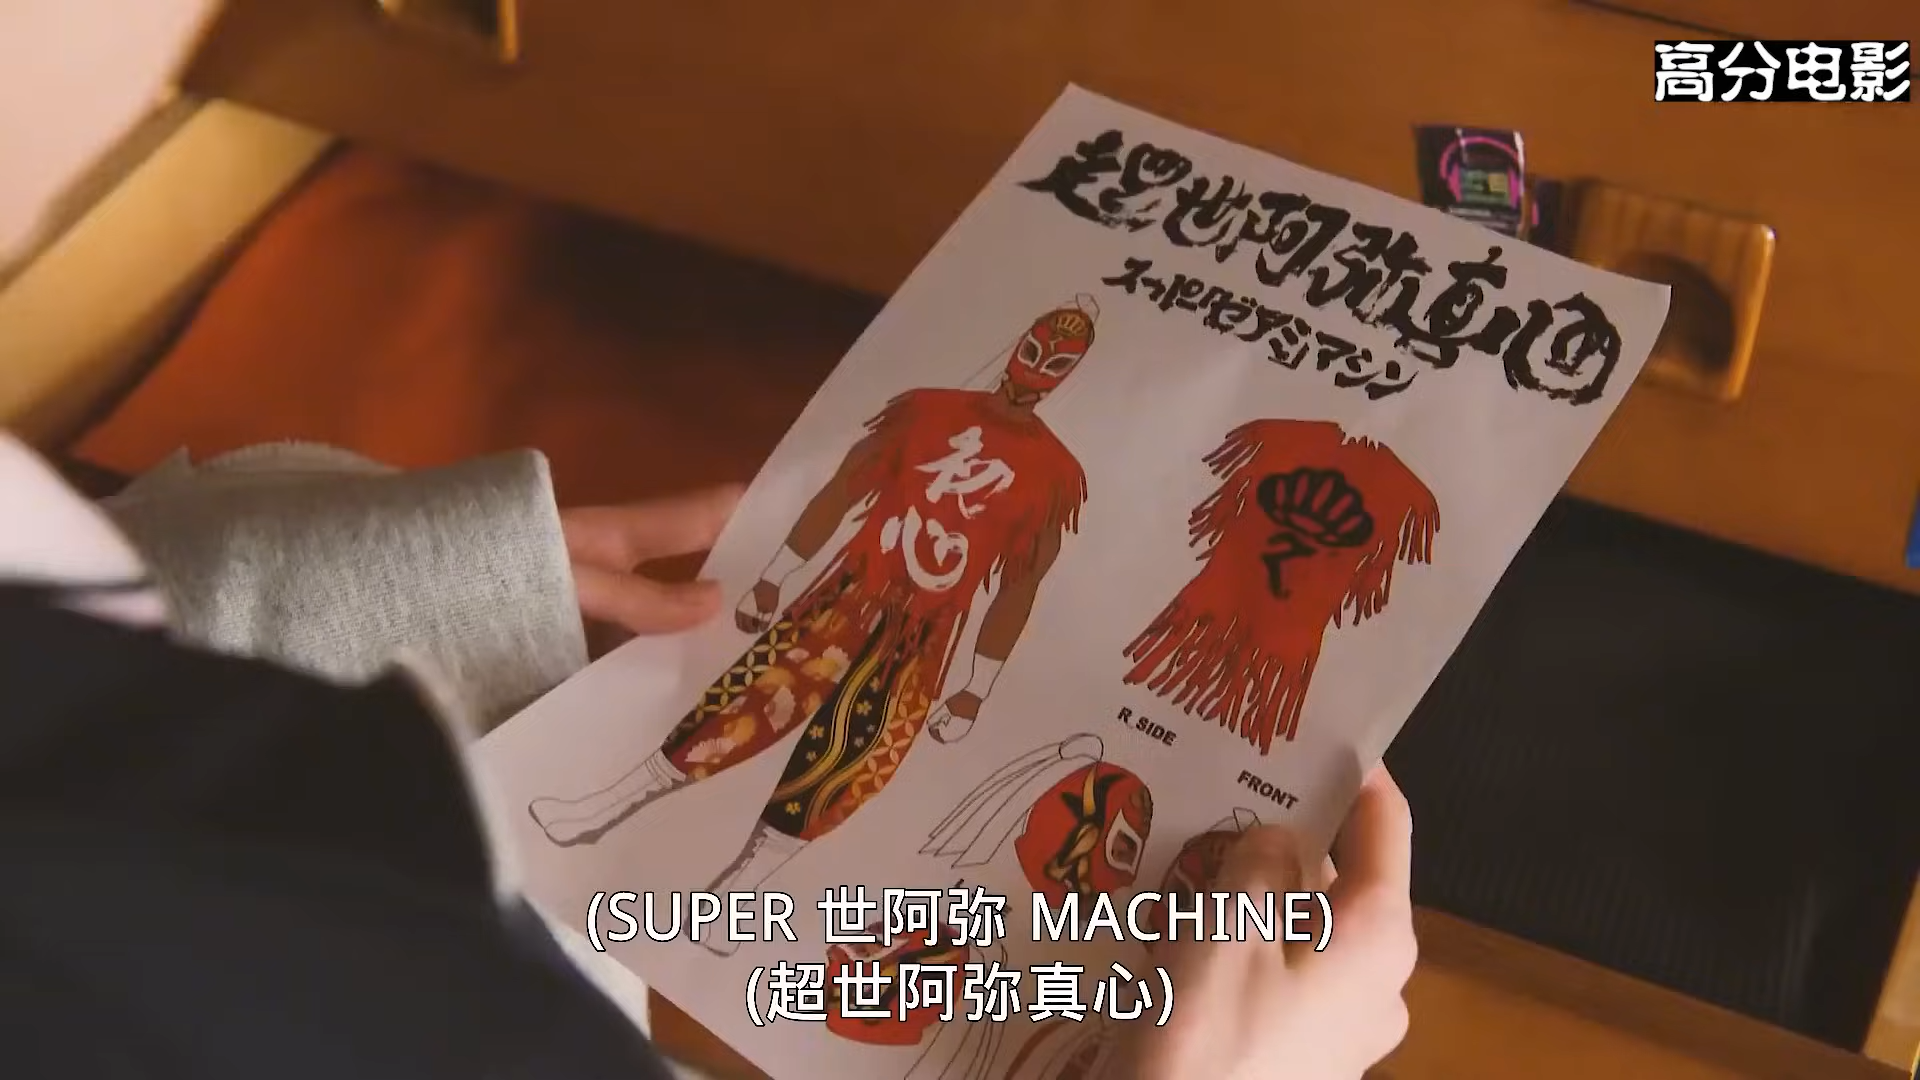 高分电影
超世阿弥真心
スーパーゼアミマシン
初心
R_SIDE
FRONT
(SUPER 世阿弥 MACHINE)
(超世阿弥真心)